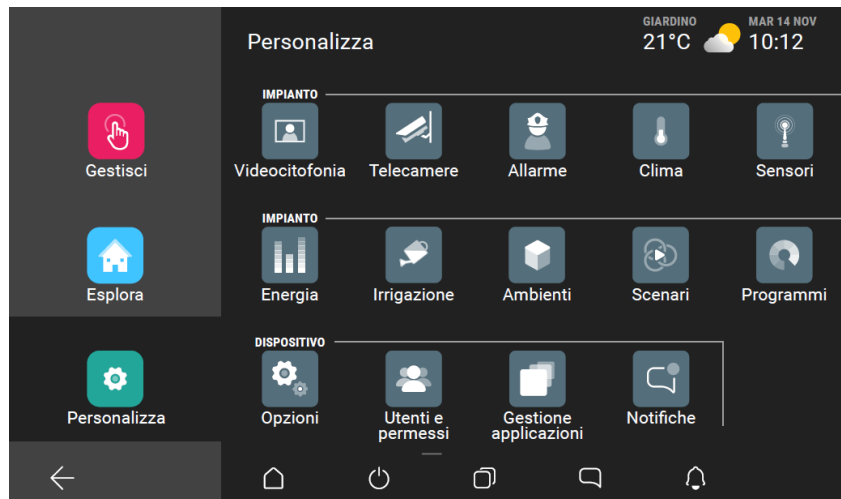 Personalizza
GIARDINO
21°C
MAR 14 NOV
10:12
Gestisci
Esplora
Personalizza
IMPIANTO
Videocitofonia
Telecamere
Allarme
Clima
Sensori
IMPIANTO
Energia
Irrigazione
Ambienti
Scenari
Programmi
DISPOSITIVO
Opzioni
Utenti e
permessi
Gestione
applicazioni
Notifiche